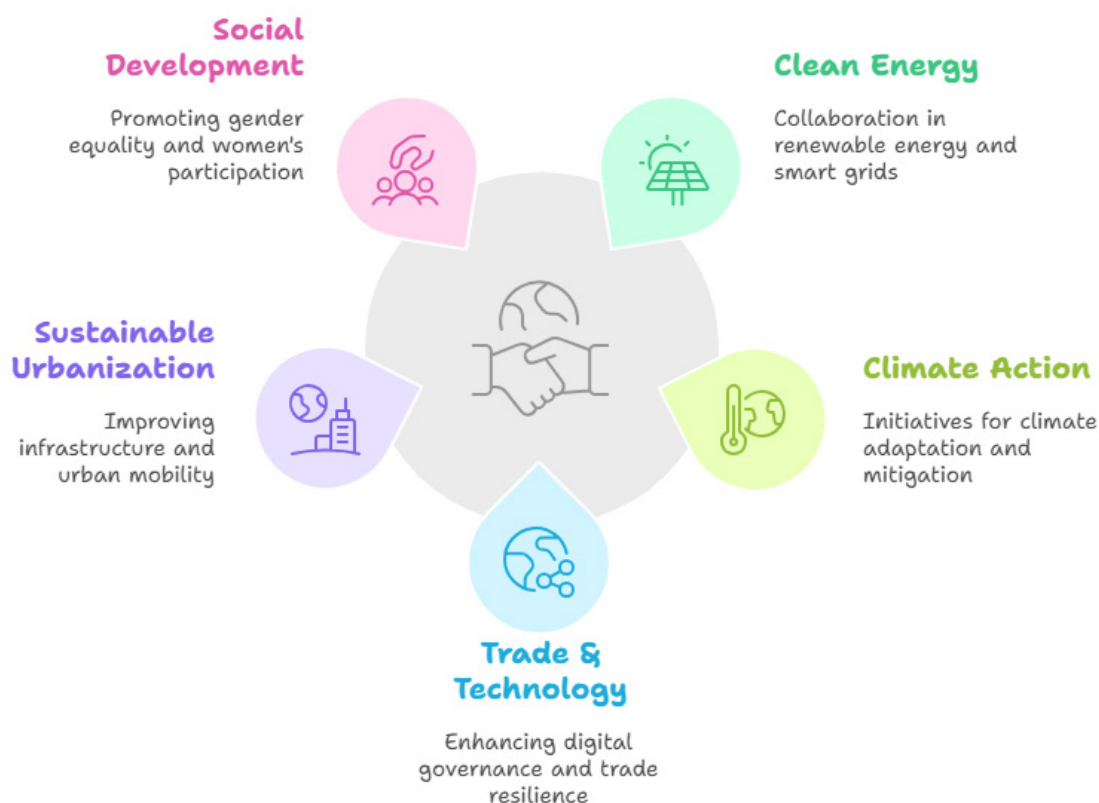 Social
Development
Promoting gender
equality and women's
participation
Clean Energy
Collaboration in
renewable energy and
smart grids
Sustainable
Urbanization
Improving
infrastructure and
urban mobility
Climate Action
Initiatives for climate
adaptation and
mitigation
Trade &
Technology
Enhancing digital
governance and trade
resilience